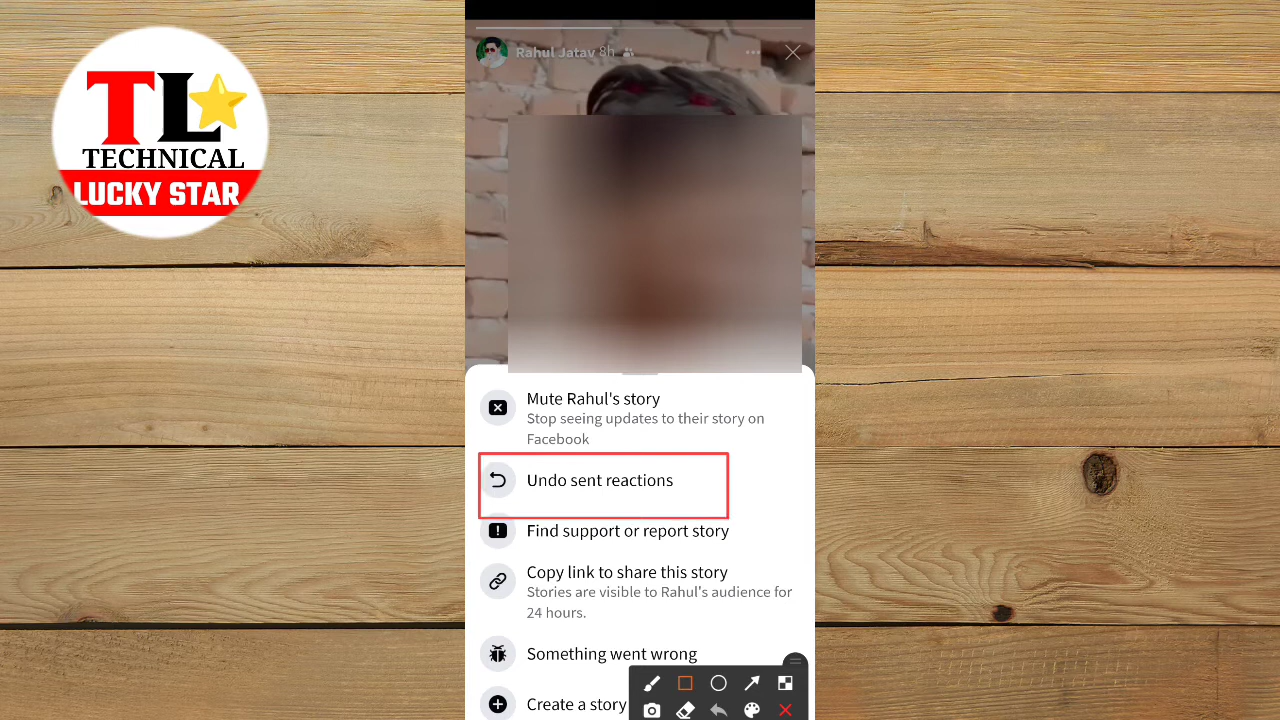 TL
TECHNICAL
LUCKY STAR
Rahul Jatav 8h
Mute Rahul's story
Stop seeing updates to their story on
Facebook
Undo sent reactions
Find support or report story
Copy link to share this story
Stories are visible to Rahul's audience for
24 hours.
Something went wrong
Create a story